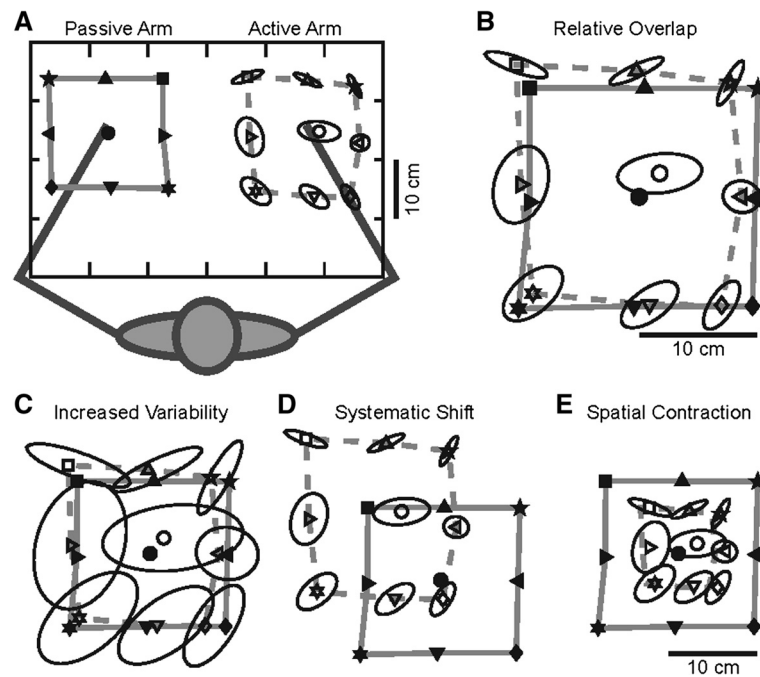 A Passive Arm Active Arm
10 cm
B Relative Overlap
10 cm
C Increased Variability
D Systematic Shift
E Spatial Contraction
10 cm